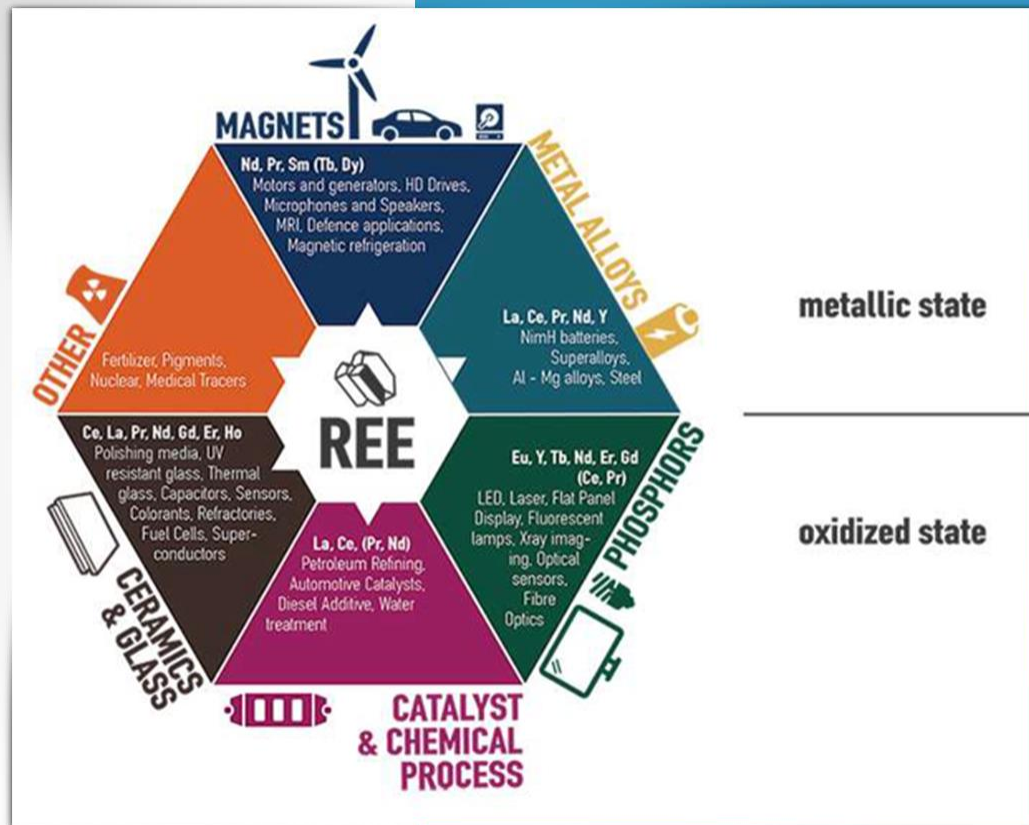 MAGNETS
Nd, Pr, Sm (Tb, Dy)
Motors and generators, HD Drives,
Microphones and Speakers,
MRI, Defence applications,
Magnetic refrigeration
METAL ALLOYS
La, Ce, Pr, Nd, Y
NimH batteries,
Superalloys,
Al - Mg alloys, Steel
metallic state
OTHER
Fertilizer, Pigments,
Nuclear, Medical Tracers
REE
Ce, La, Pr, Nd, Gd, Er, Ho
Polishing media, UV
resistant glass, Thermal
glass, Capacitors, Sensors,
Colorants, Refractories,
Fuel Cells, Super-
conductors
CERAMICS
& GLASS
La, Ce, (Pr, Nd)
Petroleum Refining,
Automotive Catalysts,
Diesel Additive, Water
treatment
CATALYST
& CHEMICAL
PROCESS
Eu, Y, Tb, Nd, Er, Gd
(Ce, Pr)
LED, Laser, Flat Panel
Display, Fluorescent
lamps, Xray imag-
ing, Optical
sensors,
Fibre
Optics
PHOSPHORS
oxidized state